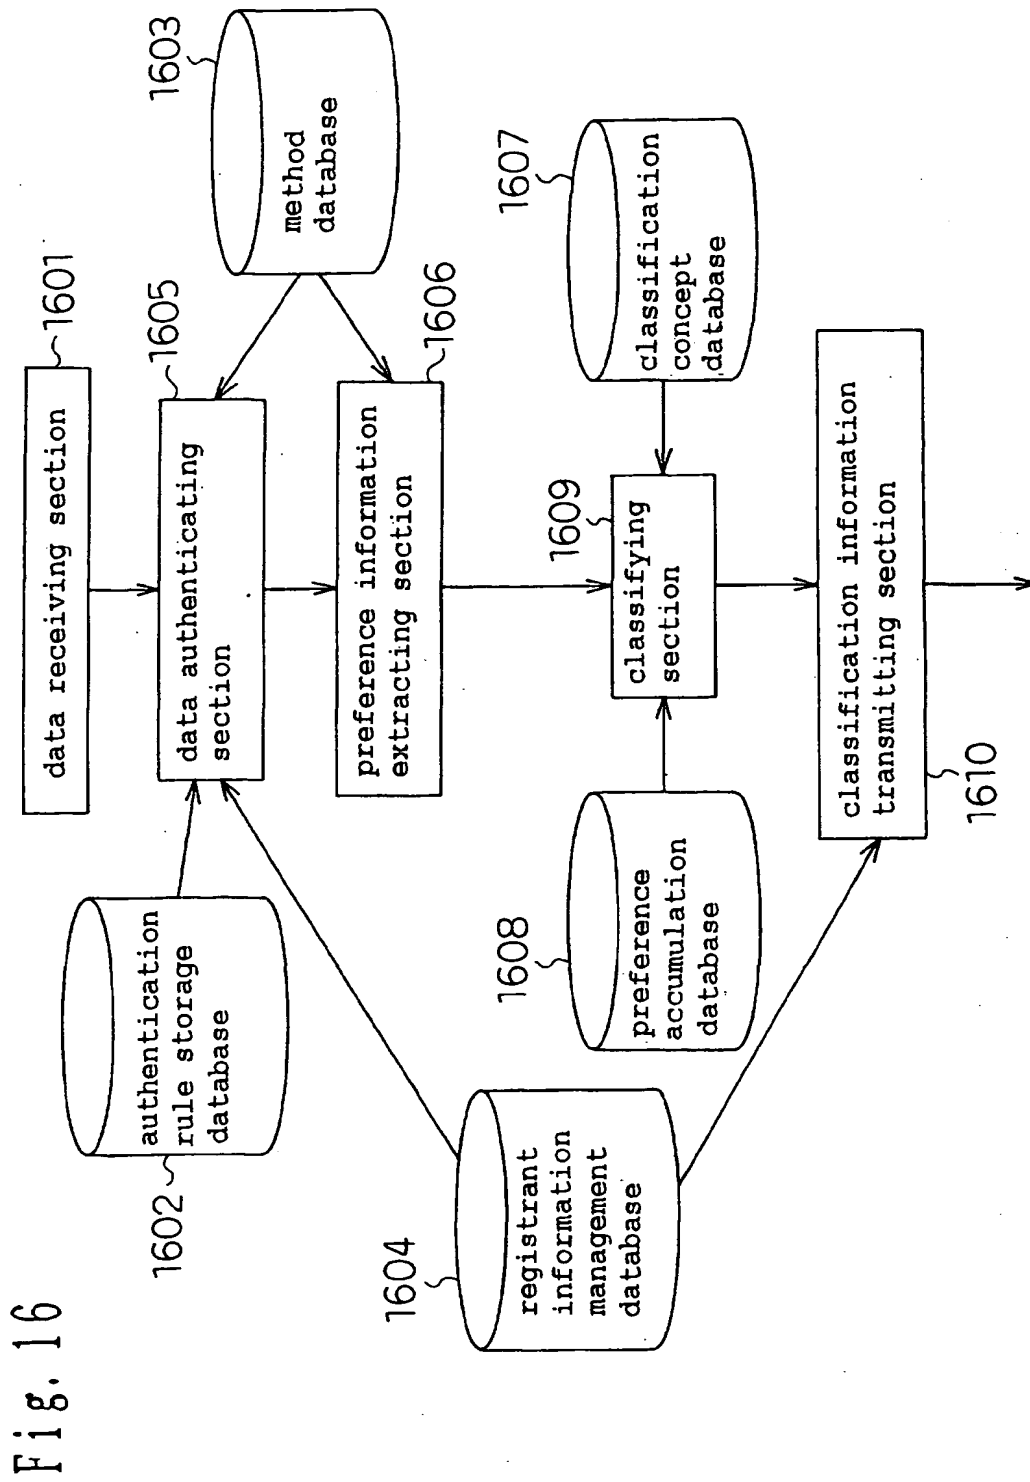 Fig. 16
data receiving section
1601
authentication
rule storage
database
1602
data authenticating
section
1605
method
database
1603
preference information
extracting section
1606
registrant
information
management
database
1604
preference
accumulation
database
1608
classifying
section
1609
classification
concept
database
1607
classification information
transmitting section
1610